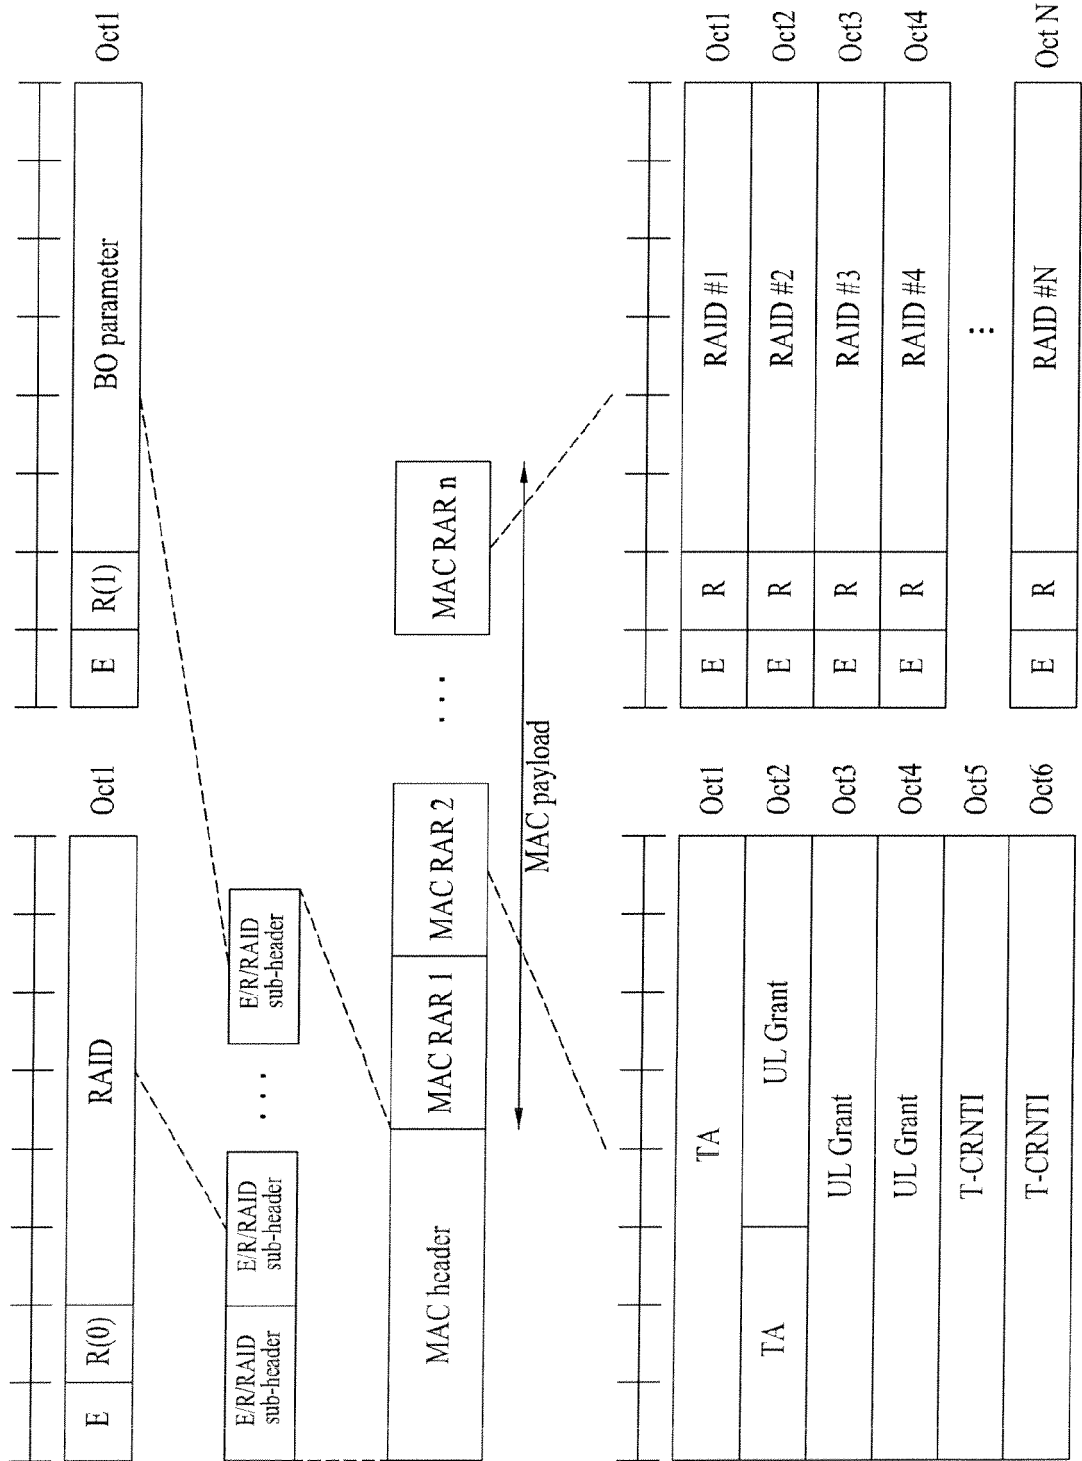 E R(0) RAID Oct1
E R(1) BO parameter Oct1
E/R/RAID
sub-header
E/R/RAID
sub-header
. . .
E/R/RAID
sub-header
MAC header MAC RAR 1 MAC RAR 2 . . . MAC RAR n
MAC payload
TA Oct1
TA UL Grant Oct2
UL Grant Oct3
UL Grant Oct4
T-CRNTI Oct5
T-CRNTI Oct6
E R RAID #1 Oct1
E R RAID #2 Oct2
E R RAID #3 Oct3
E R RAID #4 Oct4
...
E R RAID #N Oct N